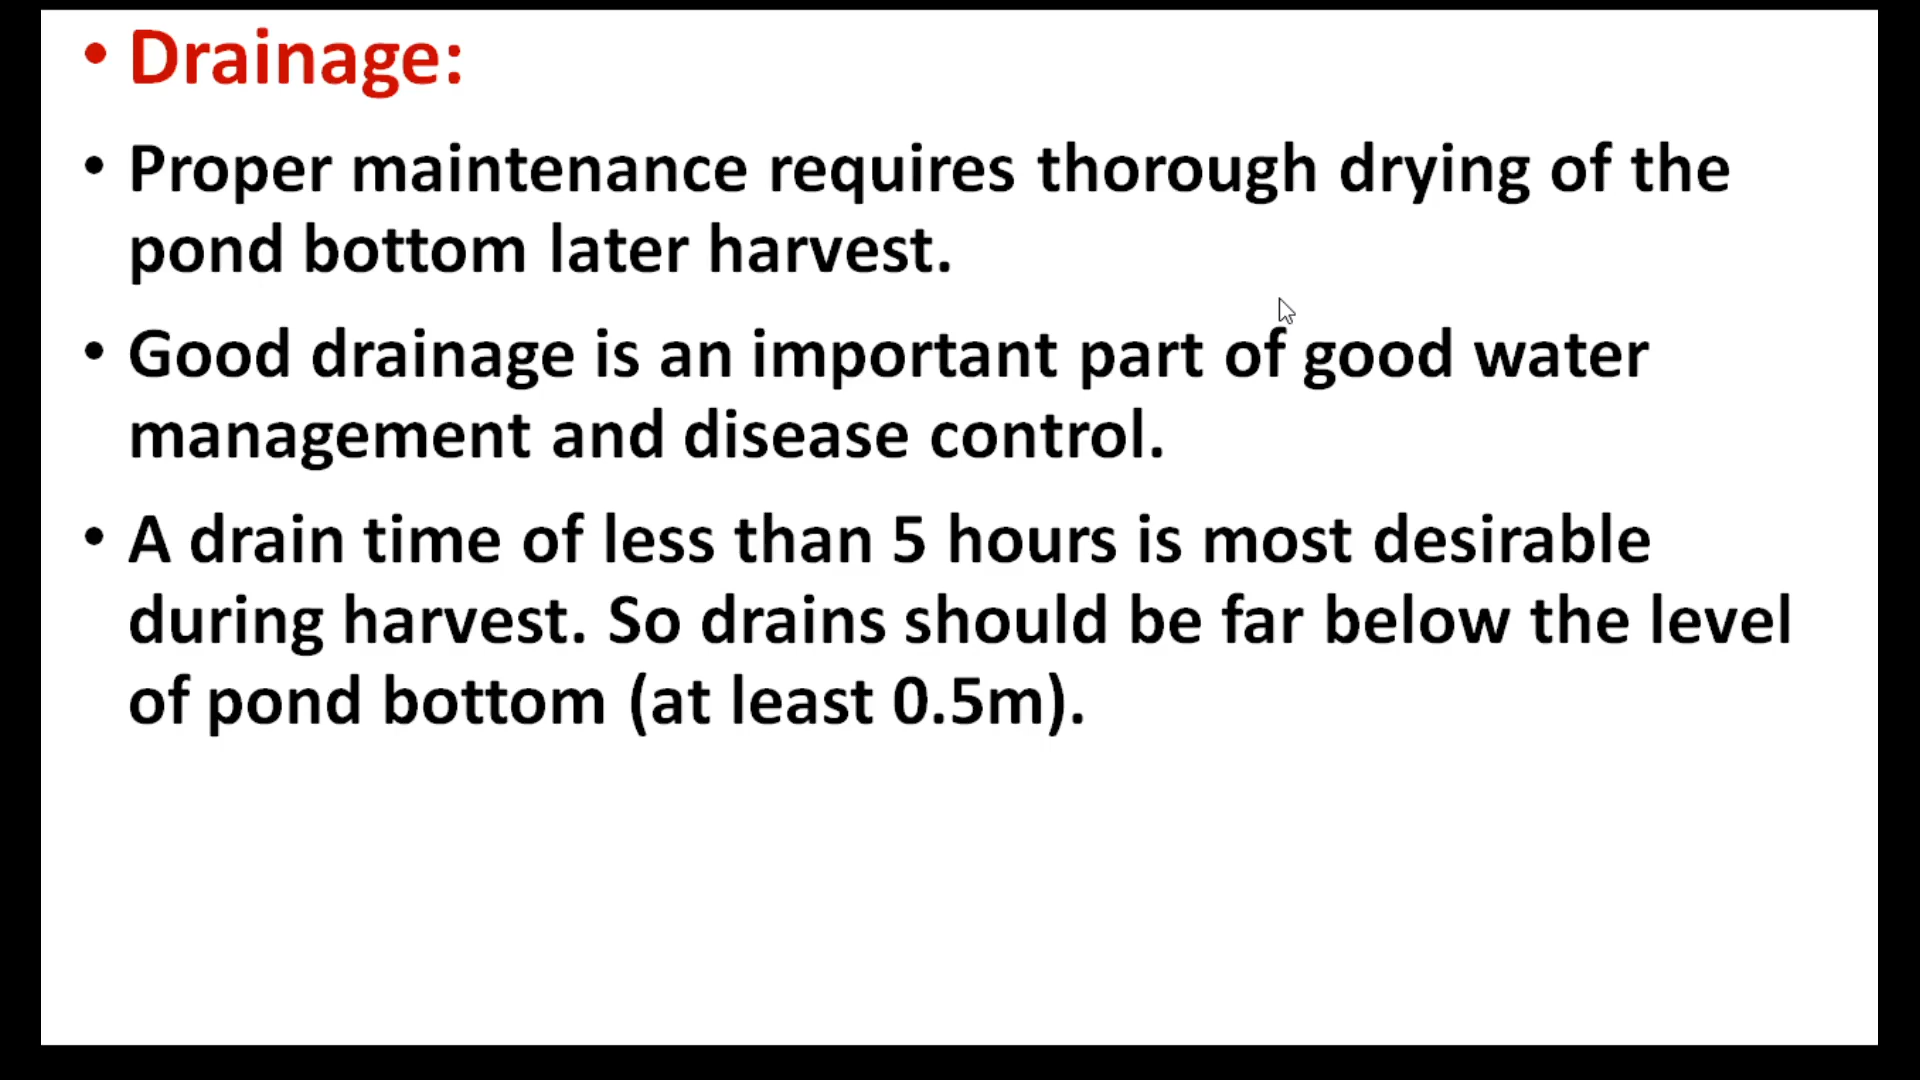 • Drainage:
• Proper maintenance requires thorough drying of the
pond bottom later harvest.
• Good drainage is an important part of good water
management and disease control.
• A drain time of less than 5 hours is most desirable
during harvest. So drains should be far below the level
of pond bottom (at least 0.5m).